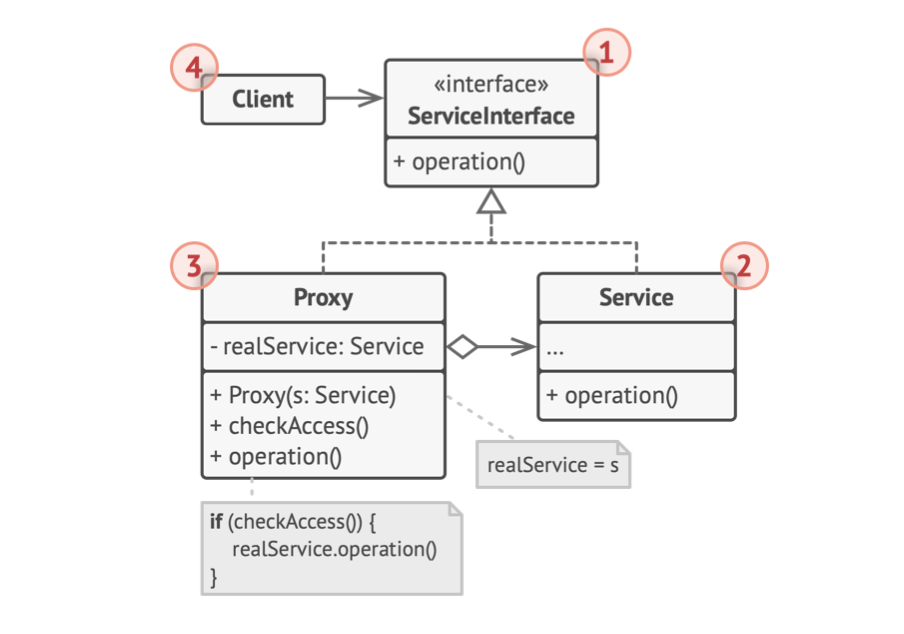 4
Client
1
«interface»
ServiceInterface
+ operation()
3
Proxy
- realService: Service
+ Proxy(s: Service)
+ checkAccess()
+ operation()
2
Service
...
+ operation()
realService = s
if (checkAccess()) {
realService.operation()
}